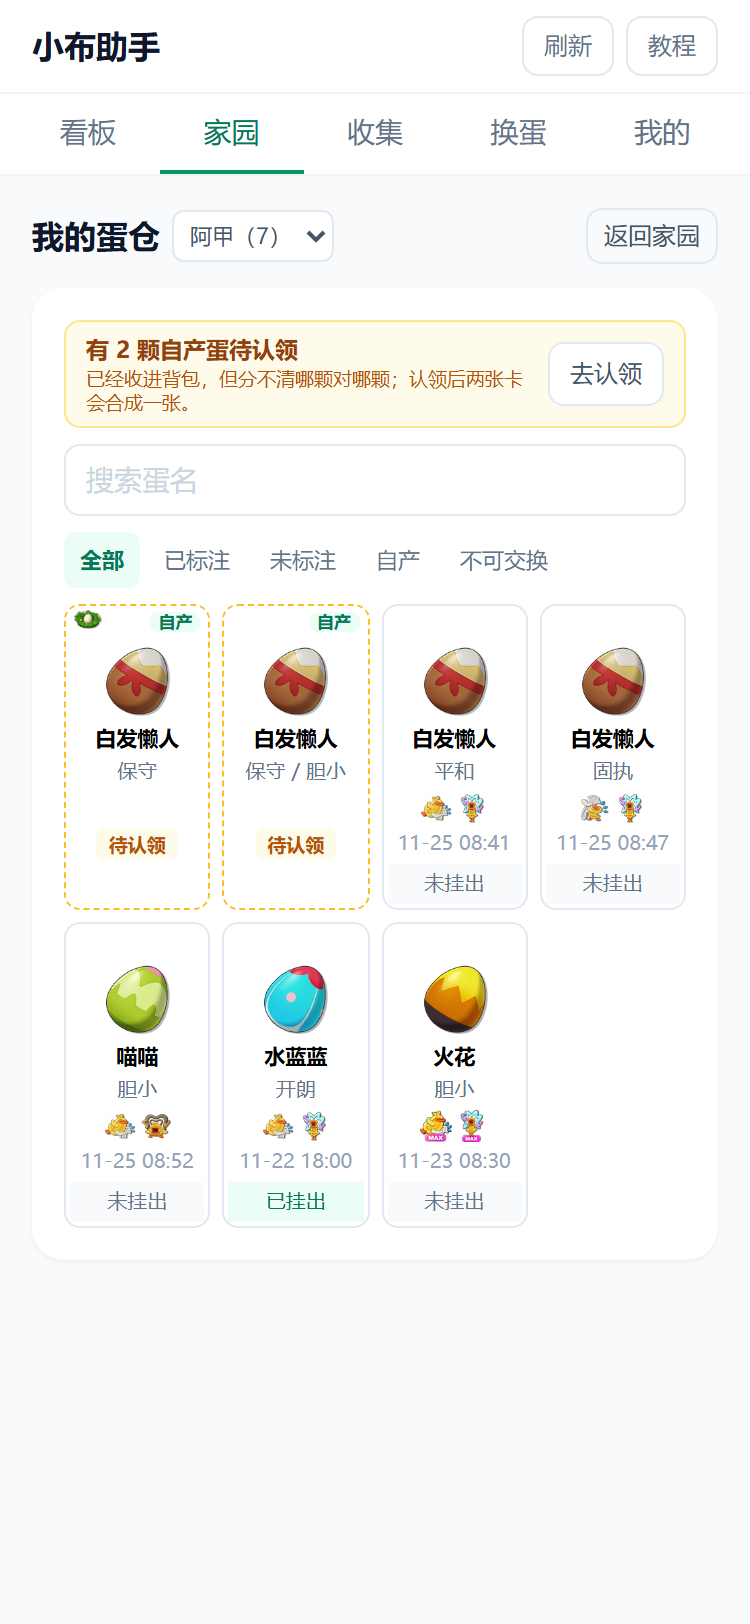 小布助手
刷新
教程
看板
家园
收集
换蛋
我的
我的蛋仓
阿甲（7）
返回家园
有 2 颗自产蛋待认领
已经收进背包，但分不清哪颗对哪颗；认领后两张卡
会合成一张。
去认领
搜索蛋名
全部
已标注
未标注
自产
不可交换
自产
白发懒人
保守
待认领
自产
白发懒人
保守 / 胆小
待认领
白发懒人
平和
11-25 08:41
未挂出
白发懒人
固执
11-25 08:47
未挂出
喵喵
胆小
11-25 08:52
未挂出
水蓝蓝
开朗
11-22 18:00
已挂出
火花
胆小
MAX
MAX
11-23 08:30
未挂出